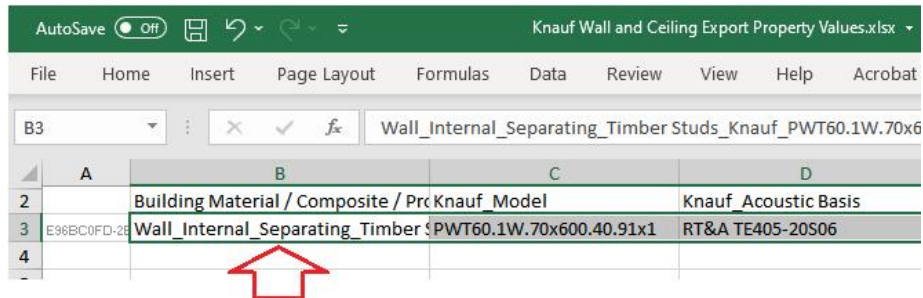 AutoSave Off Knauf Wall and Ceiling Export Property Values.xlsx
File Home Insert Page Layout Formulas Data Review View Help Acrobat
B3 fx Wall_Internal_Separating_Timber Studs_Knauf_PWT60.1W.70x6
A B C D
2 Building Material / Composite / Pro Knauf_Model Knauf_Acoustic Basis
3 E96BC0FD-2E Wall_Internal_Separating_Timber S PWT60.1W.70x600.40.91x1 RT&A TE405-20S06
4